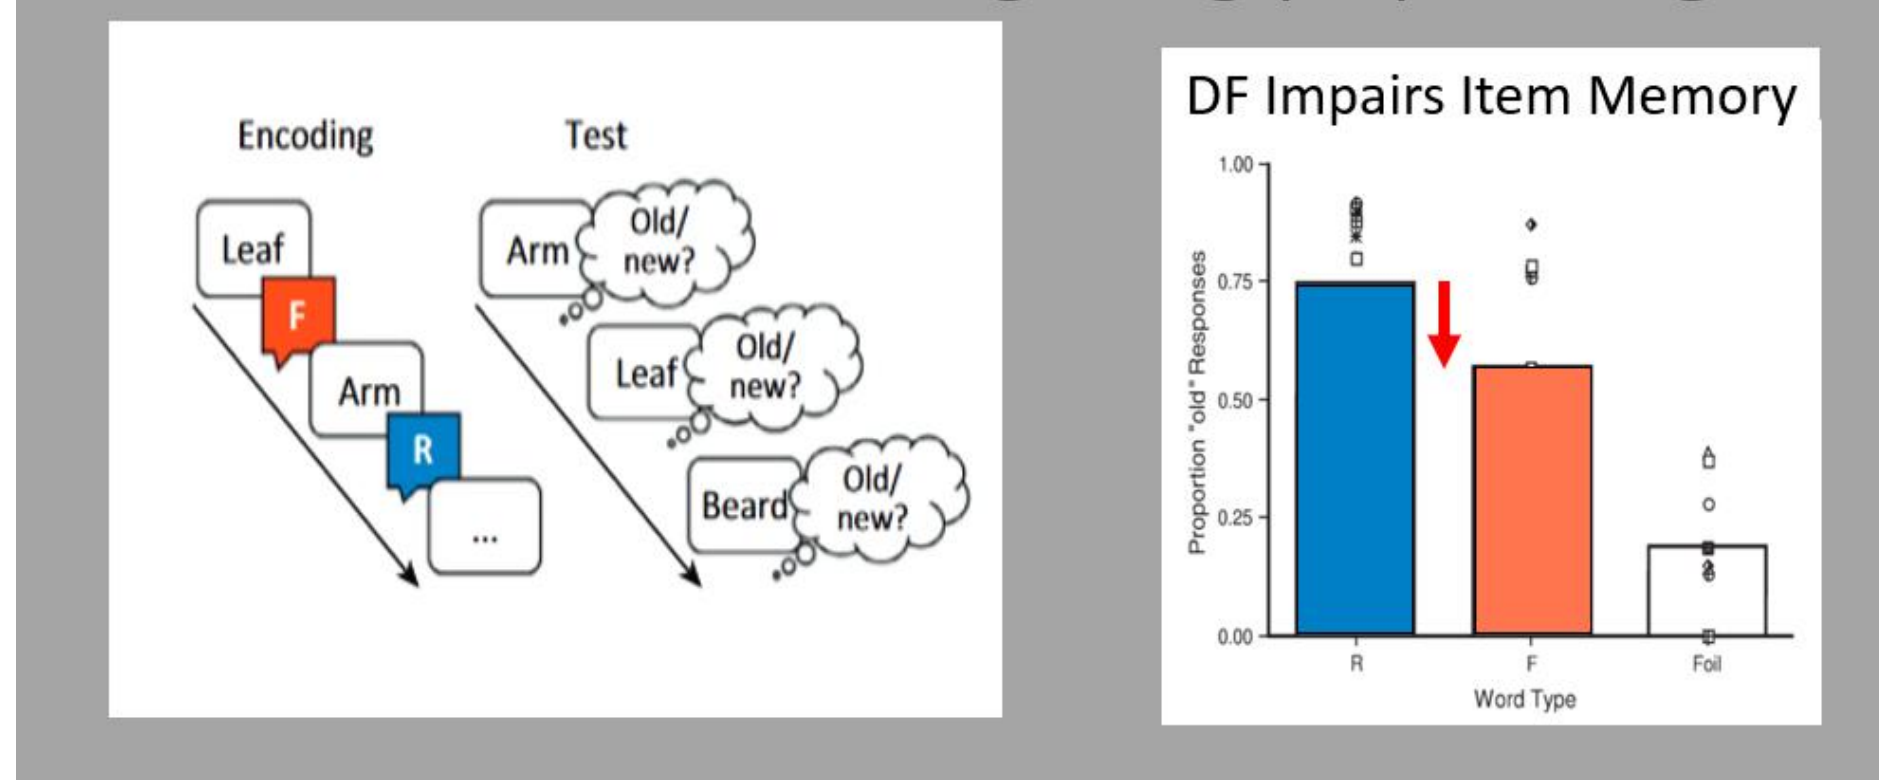 DF Impairs Item Memory
Encoding
Test
Leaf
F
Arm
R
...
Arm
Old/
new?
Leaf
Old/
new?
Beard
Old/
new?
Proportion "old" Responses
1.00
0.75
0.50
0.25
0.00
R
F
Foil
Word Type